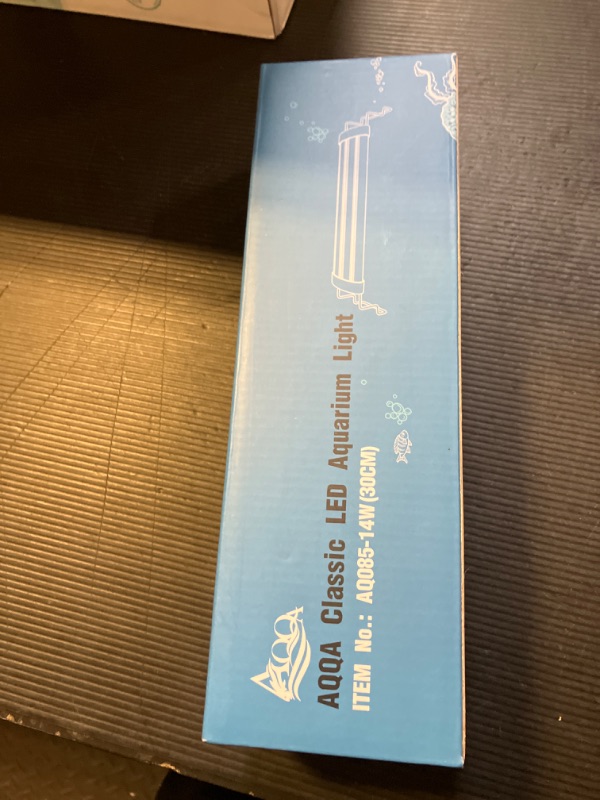 AQQA
AQQA Classic LED Aquarium Light
ITEM No.: AQ085-14W(30CM)